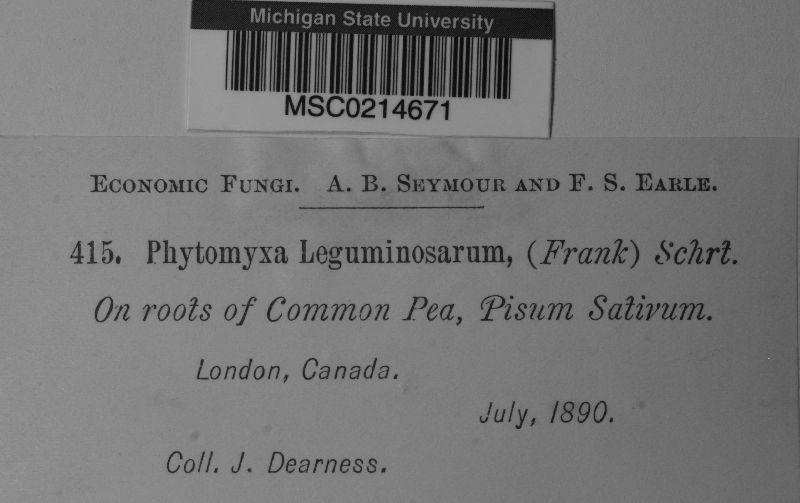 Michigan State University
MSC0214671
Economic Fungi. A. B. Seymour and F. S. Earle.
415. Phytomyxa Leguminosarum, (Frank) Schrt.
On roots of Common Pea, Pisum Sativum.
London, Canada.
July, 1890.
Coll. J. Dearness.